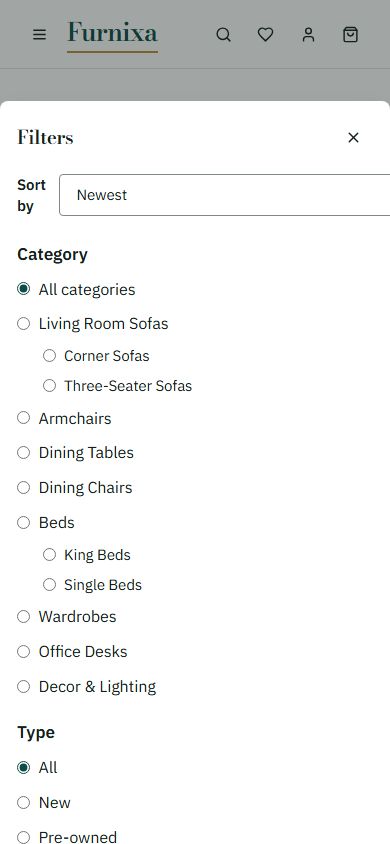 Furnixa
Filters
Sort by
Newest
Category
All categories
Living Room Sofas
Corner Sofas
Three-Seater Sofas
Armchairs
Dining Tables
Dining Chairs
Beds
King Beds
Single Beds
Wardrobes
Office Desks
Decor & Lighting
Type
All
New
Pre-owned